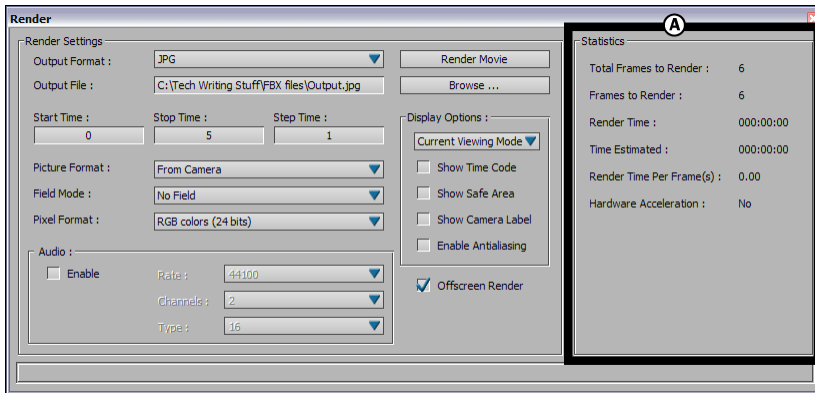 Render
A
Render Settings
Output Format :
JPG
Render Movie
Output File :
C:\Tech Writing Stuff\FBX files\Output.jpg
Browse ...
Start Time :
Stop Time :
Step Time :
0
5
1
Picture Format :
From Camera
Field Mode :
No Field
Pixel Format :
RGB colors (24 bits)
Audio :
Enable
Rate :
44100
Channels :
2
Type :
16
Display Options :
Current Viewing Mode
Show Time Code
Show Safe Area
Show Camera Label
Enable Antialiasing
Offscreen Render
Statistics
Total Frames to Render : 6
Frames to Render : 6
Render Time : 000:00:00
Time Estimated : 000:00:00
Render Time Per Frame(s) : 0.00
Hardware Acceleration : No